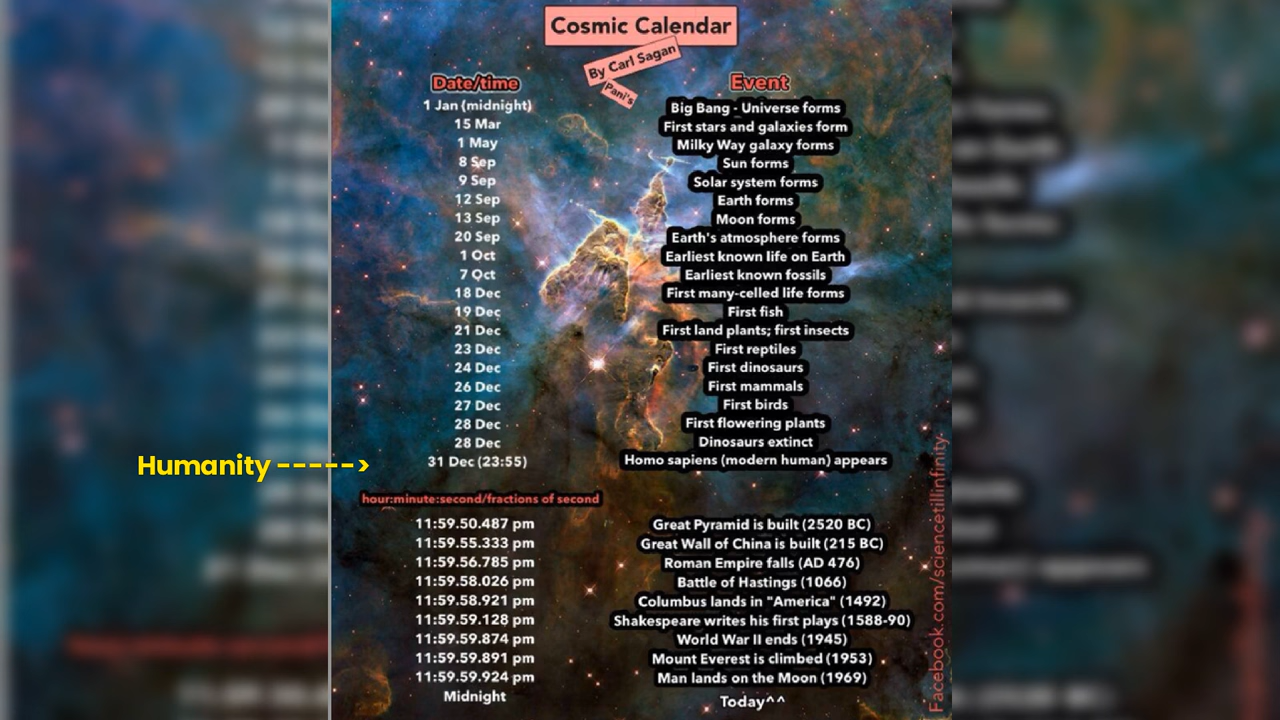 Cosmic Calendar
By Carl Sagan
Pani's
Date/time Event
1 Jan (midnight) Big Bang - Universe forms
15 Mar First stars and galaxies form
1 May Milky Way galaxy forms
8 Sep Sun forms
9 Sep Solar system forms
12 Sep Earth forms
13 Sep Moon forms
20 Sep Earth's atmosphere forms
1 Oct Earliest known life on Earth
7 Oct Earliest known fossils
18 Dec First many-celled life forms
19 Dec First fish
21 Dec First land plants; first insects
23 Dec First reptiles
24 Dec First dinosaurs
26 Dec First mammals
27 Dec First birds
28 Dec First flowering plants
28 Dec Dinosaurs extinct
Humanity -----> 31 Dec (23:55) Homo sapiens (modern human) appears
hour:minute:second/fractions of second
11:59.50.487 pm Great Pyramid is built (2520 BC)
11:59.55.333 pm Great Wall of China is built (215 BC)
11:59.56.785 pm Roman Empire falls (AD 476)
11:59.58.026 pm Battle of Hastings (1066)
11:59.58.921 pm Columbus lands in "America" (1492)
11:59.59.128 pm Shakespeare writes his first plays (1588-90)
11:59.59.874 pm World War II ends (1945)
11:59.59.891 pm Mount Everest is climbed (1953)
11:59.59.924 pm Man lands on the Moon (1969)
Midnight Today^^
Facebook.com/sciencetillinfinity